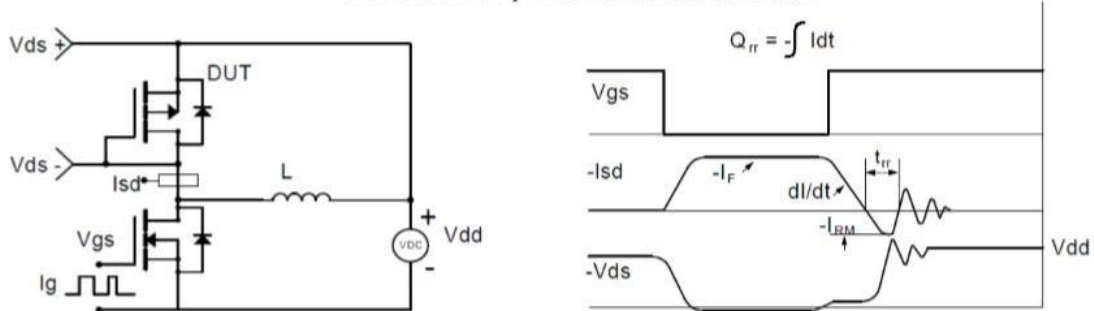 Vds +
DUT
Vds -
Isd
L
+
VDC
Vdd
-
Vgs
Ig
Qrr = -∫ Idt
Vgs
-Isd
-IF
dI/dt
trr
-IRM
Vdd
-Vds